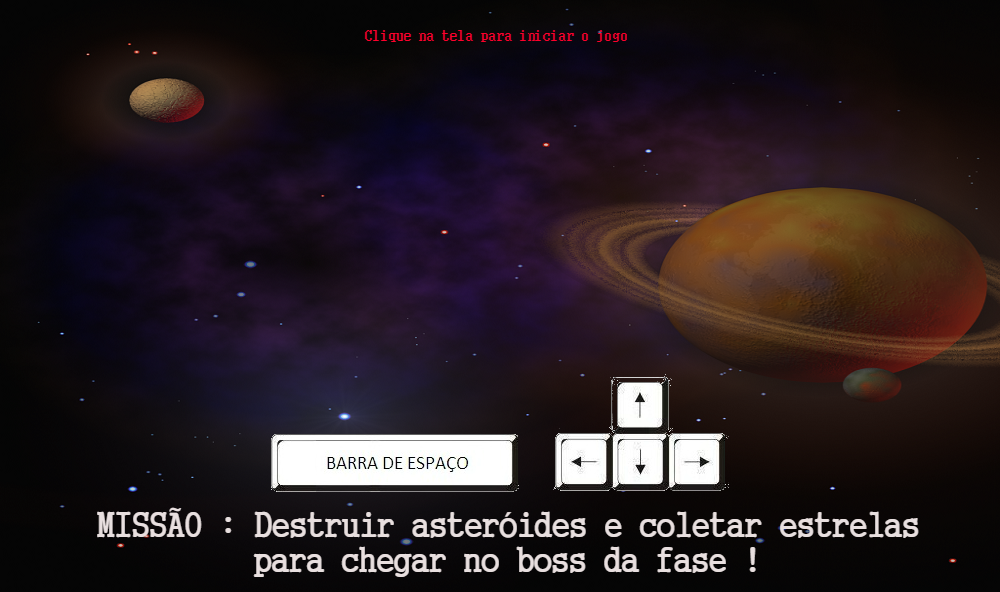 Clique na tela para iniciar o jogo
BARRA DE ESPAÇO
MISSÃO : Destruir asteróides e coletar estrelas
para chegar no boss da fase !